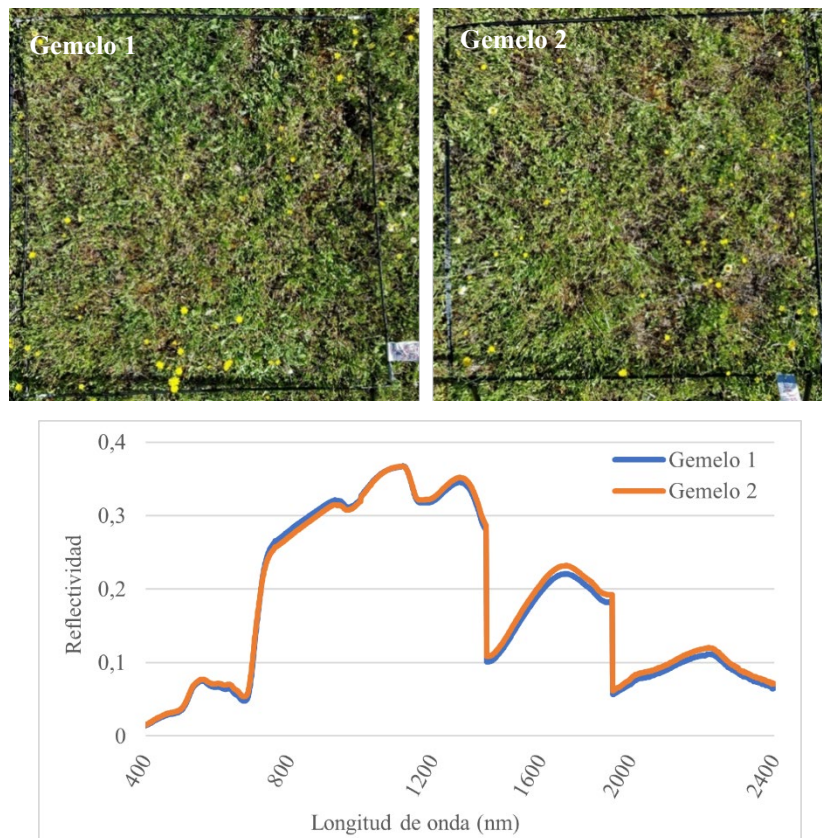 Gemelo 1
Gemelo 2
0,4
0,3
0,2
0,1
0
Reflectividad
Gemelo 1
Gemelo 2
400
800
1200
1600
2000
2400
Longitud de onda (nm)